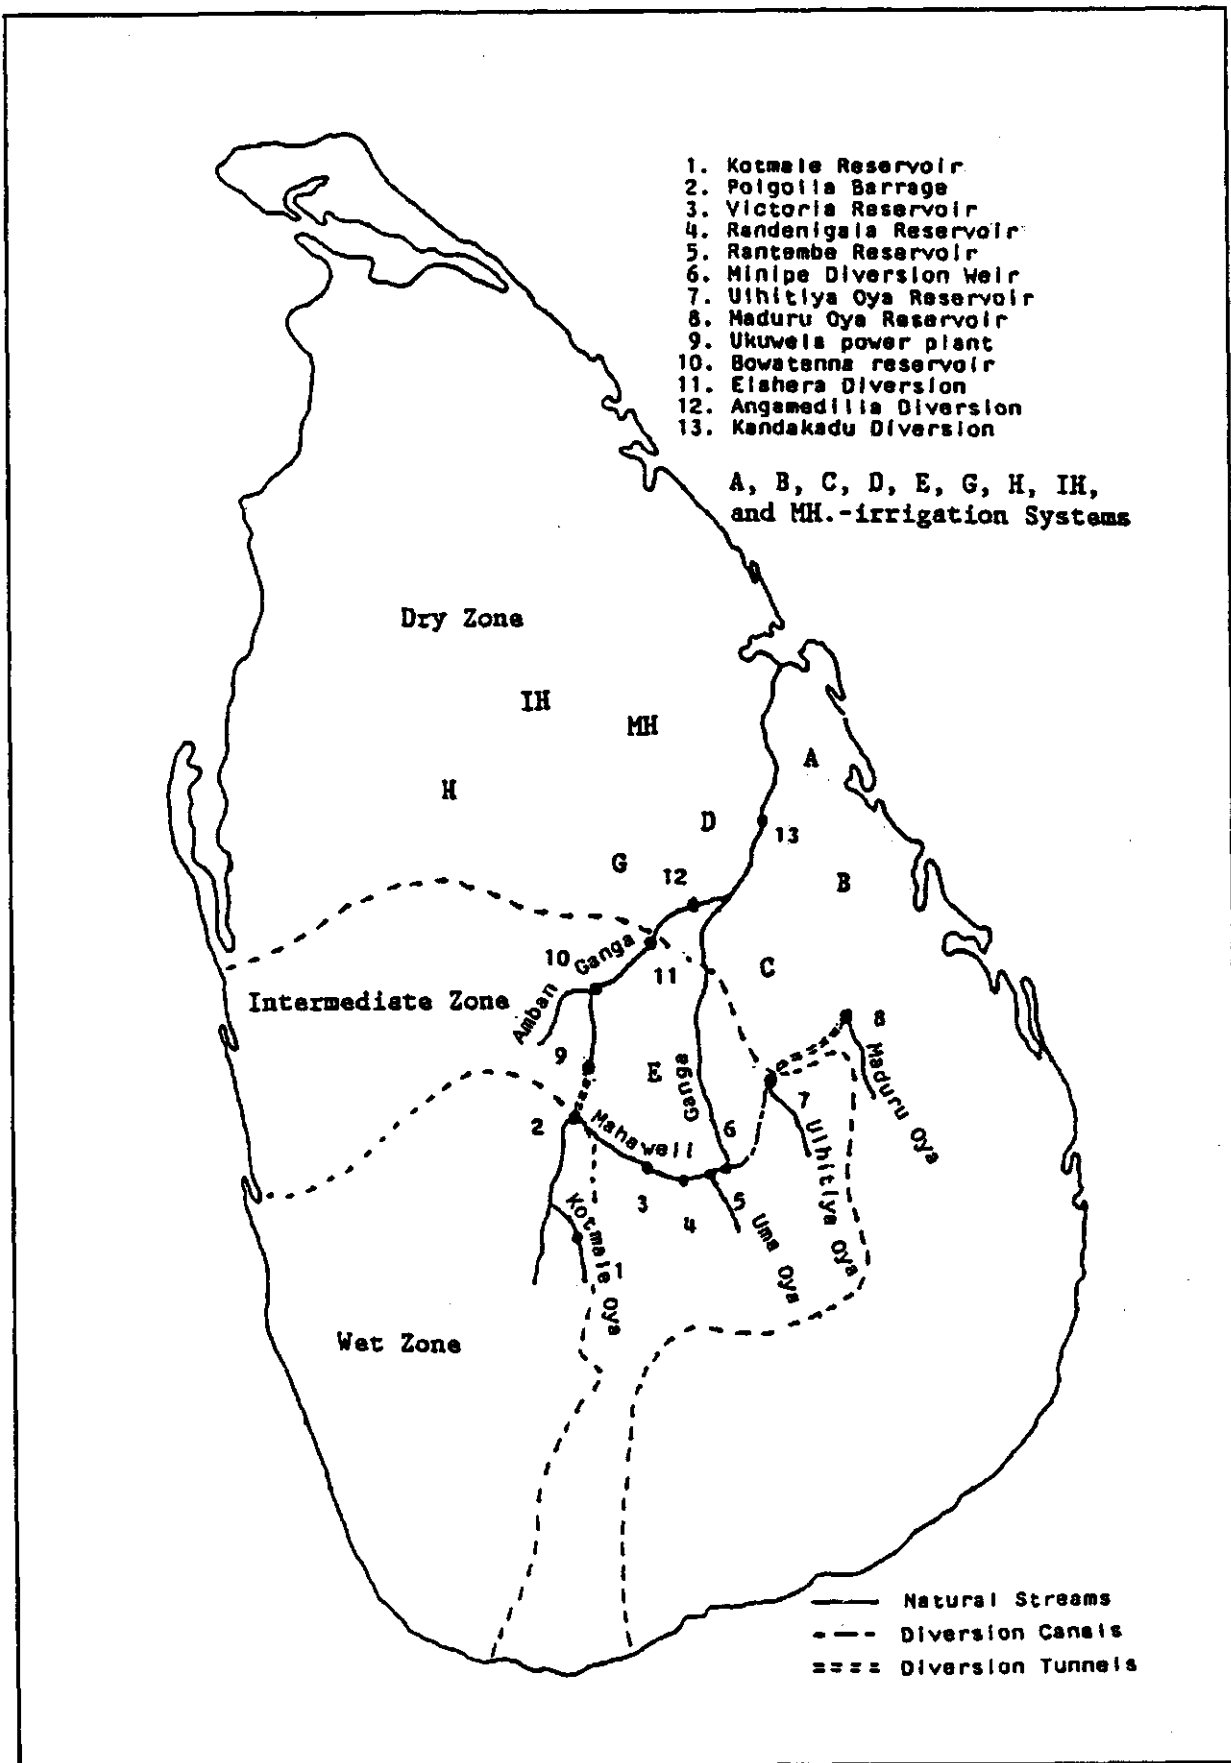 1. Kotmale Reservoir
2. Polgolla Barrage
3. Victoria Reservoir
4. Randenigala Reservoir
5. Rantembe Reservoir
6. Minipe Diversion Weir
7. Ulhitiya Oya Reservoir
8. Maduru Oya Reservoir
9. Ukuwela power plant
10. Bowatenna reservoir
11. Elahera Diversion
12. Angamedilla Diversion
13. Kandakadu Diversion
A, B, C, D, E, G, H, IH,
and MH.-irrigation Systems
Dry Zone
IH
MH
A
H
D
13
G
12
B
10
Amban Ganga
11
C
Intermediate Zone
8
9
E
Ganga
Maduru Oya
7
2
Mahaweli
6
Ulhitiya Oya
3
4
5
Uma Oya
Kotmale Oya
1
Wet Zone
Natural Streams
Diversion Canals
Diversion Tunnels